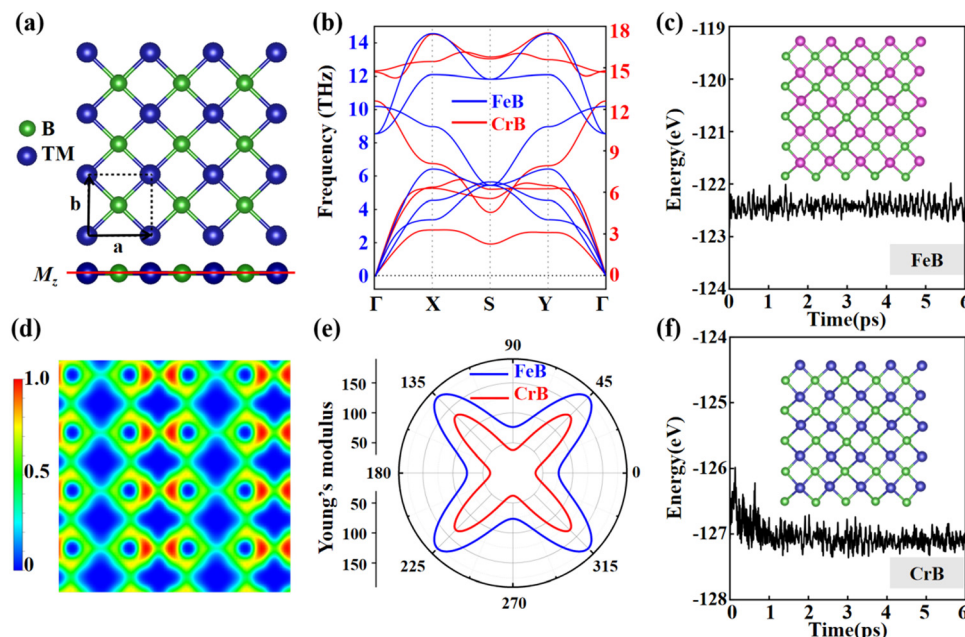 (a)
B
TM
b
a
Mz
(b)
Frequency (THz)
14
12
10
8
6
4
2
0
FeB
CrB
18
15
12
9
6
3
0
Γ X S Y Γ
(c)
Energy(eV)
-119
-120
-121
-122
-123
-124
FeB
0 1 2 3 4 5 6
Time(ps)
(d)
1.0
0.5
0
(e)
Young's modulus
150
100
50
0
50
100
150
90
135
45
180
0
225
315
270
FeB
CrB
(f)
Energy(eV)
-124
-125
-126
-127
-128
CrB
0 1 2 3 4 5 6
Time(ps)